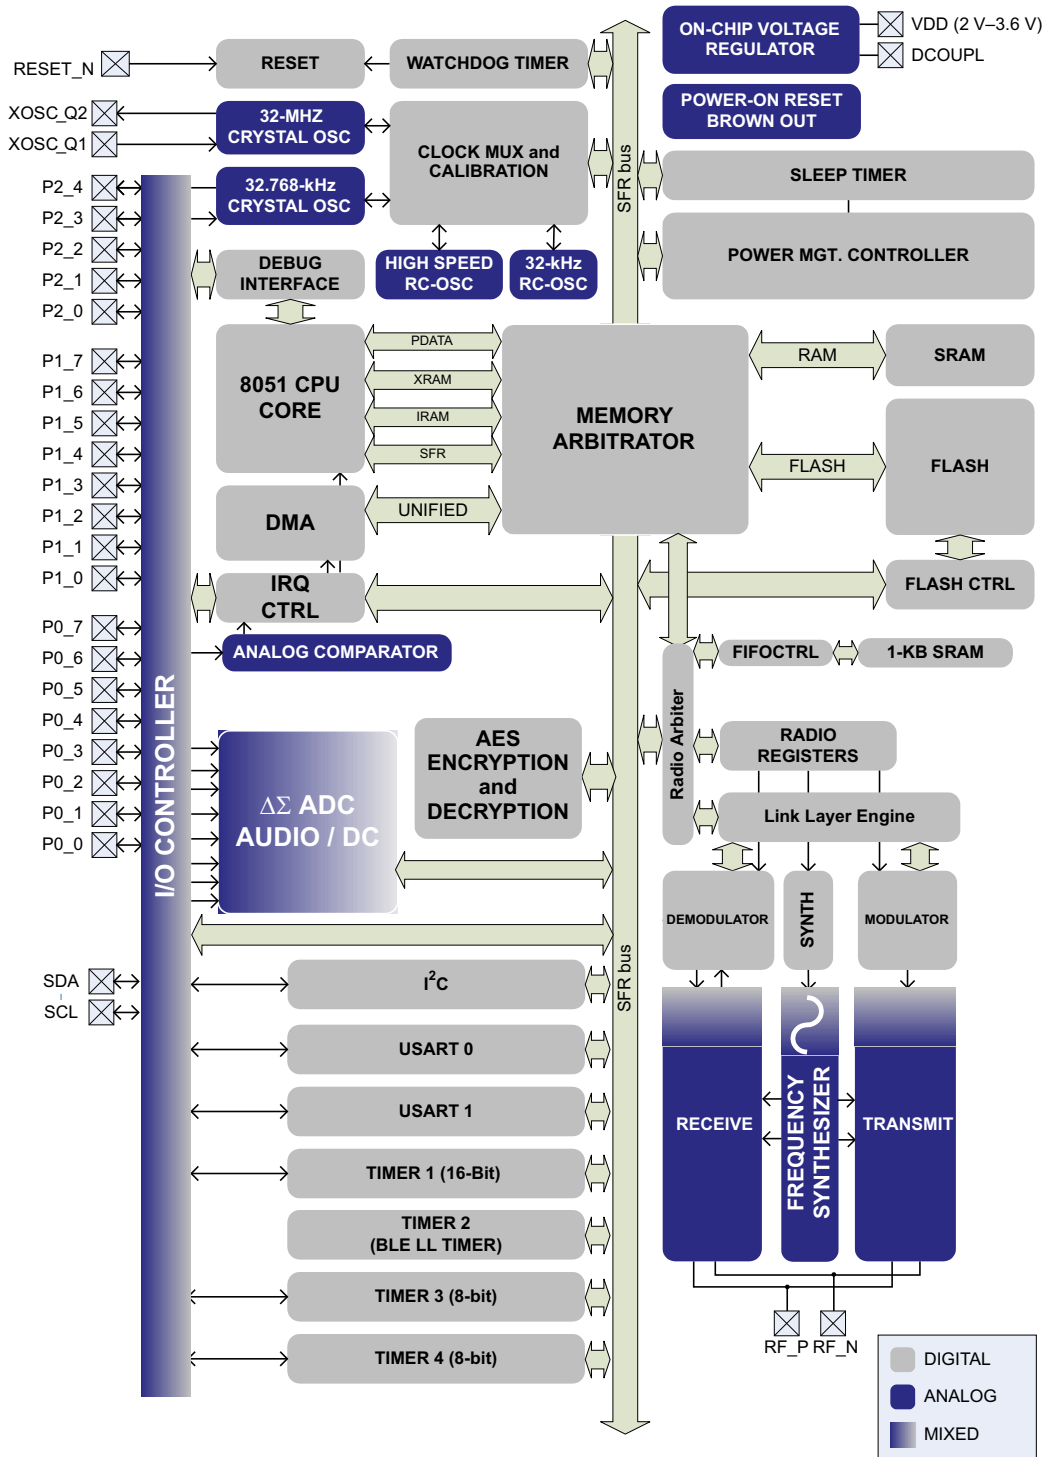 ON-CHIP VOLTAGE
REGULATOR
VDD (2 V–3.6 V)
DCOUPL
RESET_N
RESET
WATCHDOG TIMER
SFR bus
POWER-ON RESET
BROWN OUT
XOSC_Q2
XOSC_Q1
32-MHZ
CRYSTAL OSC
CLOCK MUX and
CALIBRATION
SLEEP TIMER
P2_4
P2_3
P2_2
P2_1
P2_0
32.768-kHz
CRYSTAL OSC
POWER MGT. CONTROLLER
DEBUG
INTERFACE
HIGH SPEED
RC-OSC
32-kHz
RC-OSC
P1_7
P1_6
P1_5
P1_4
P1_3
P1_2
P1_1
P1_0
8051 CPU
CORE
PDATA
XRAM
IRAM
SFR
MEMORY
ARBITRATOR
RAM
SRAM
FLASH
FLASH
DMA
UNIFIED
IRQ
CTRL
FLASH CTRL
ANALOG COMPARATOR
FIFOCTRL
1-KB SRAM
P0_7
P0_6
P0_5
P0_4
P0_3
P0_2
P0_1
P0_0
I/O CONTROLLER
Radio Arbiter
RADIO
REGISTERS
ΔΣ ADC
AUDIO / DC
AES
ENCRYPTION
and
DECRYPTION
Link Layer Engine
DEMODULATOR
SYNTH
MODULATOR
SDA
SCL
I²C
SFR bus
USART 0
USART 1
TIMER 1 (16-Bit)
TIMER 2
(BLE LL TIMER)
TIMER 3 (8-bit)
TIMER 4 (8-bit)
RECEIVE
FREQUENCY
SYNTHESIZER
TRANSMIT
RF_P
RF_N
DIGITAL
ANALOG
MIXED